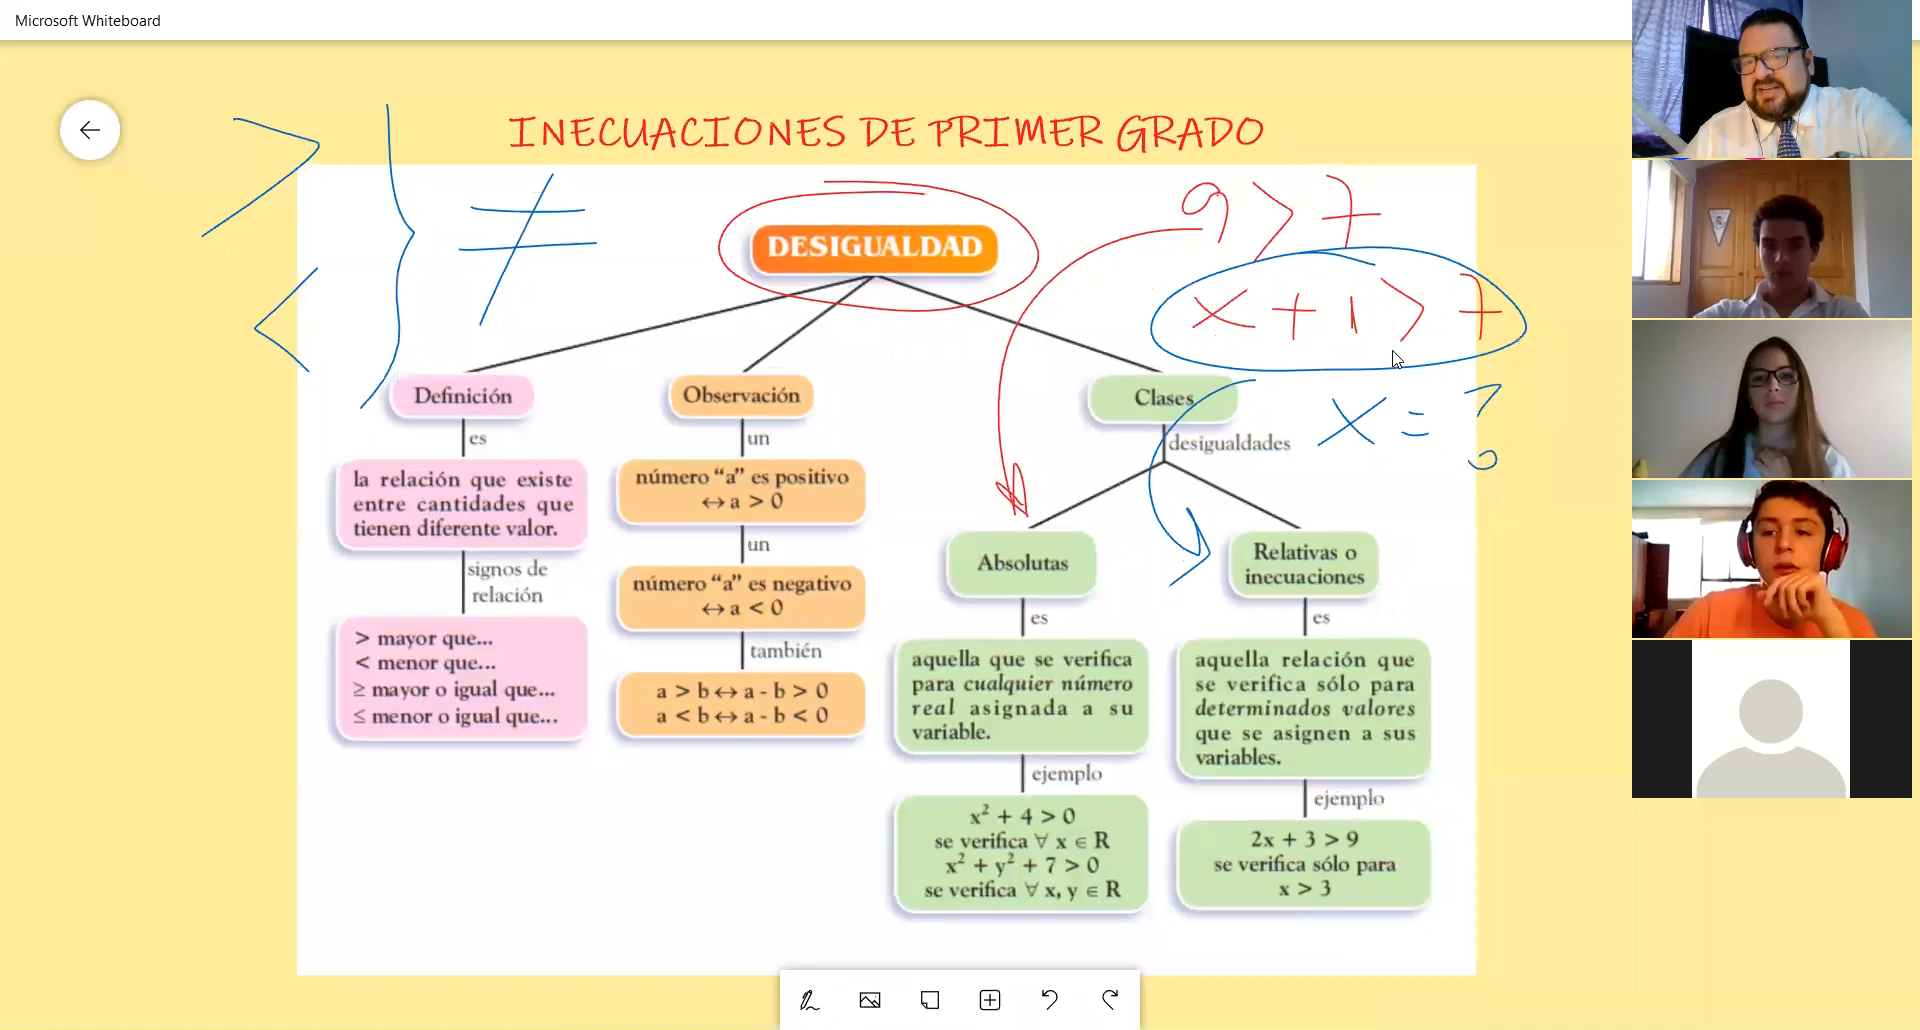 Microsoft Whiteboard
INECUACIONES DE PRIMER GRADO
>
<
≠
9 > 7
x + 1 > 7
x = ?
DESIGUALDAD
Definición
es
la relación que existe
entre cantidades que
tienen diferente valor.
signos de
relación
> mayor que...
< menor que...
≥ mayor o igual que...
≤ menor o igual que...
Observación
un
número “a” es positivo
↔ a > 0
un
número “a” es negativo
↔ a < 0
también
a > b ↔ a - b > 0
a < b ↔ a - b < 0
Clases
desigualdades
Absolutas
es
aquella que se verifica
para cualquier número
real asignada a su
variable.
ejemplo
x² + 4 > 0
se verifica ∀ x ∈ R
x² + y² + 7 > 0
se verifica ∀ x, y ∈ R
Relativas o
inecuaciones
es
aquella relación que
se verifica sólo para
determinados valores
que se asignen a sus
variables.
ejemplo
2x + 3 > 9
se verifica sólo para
x > 3